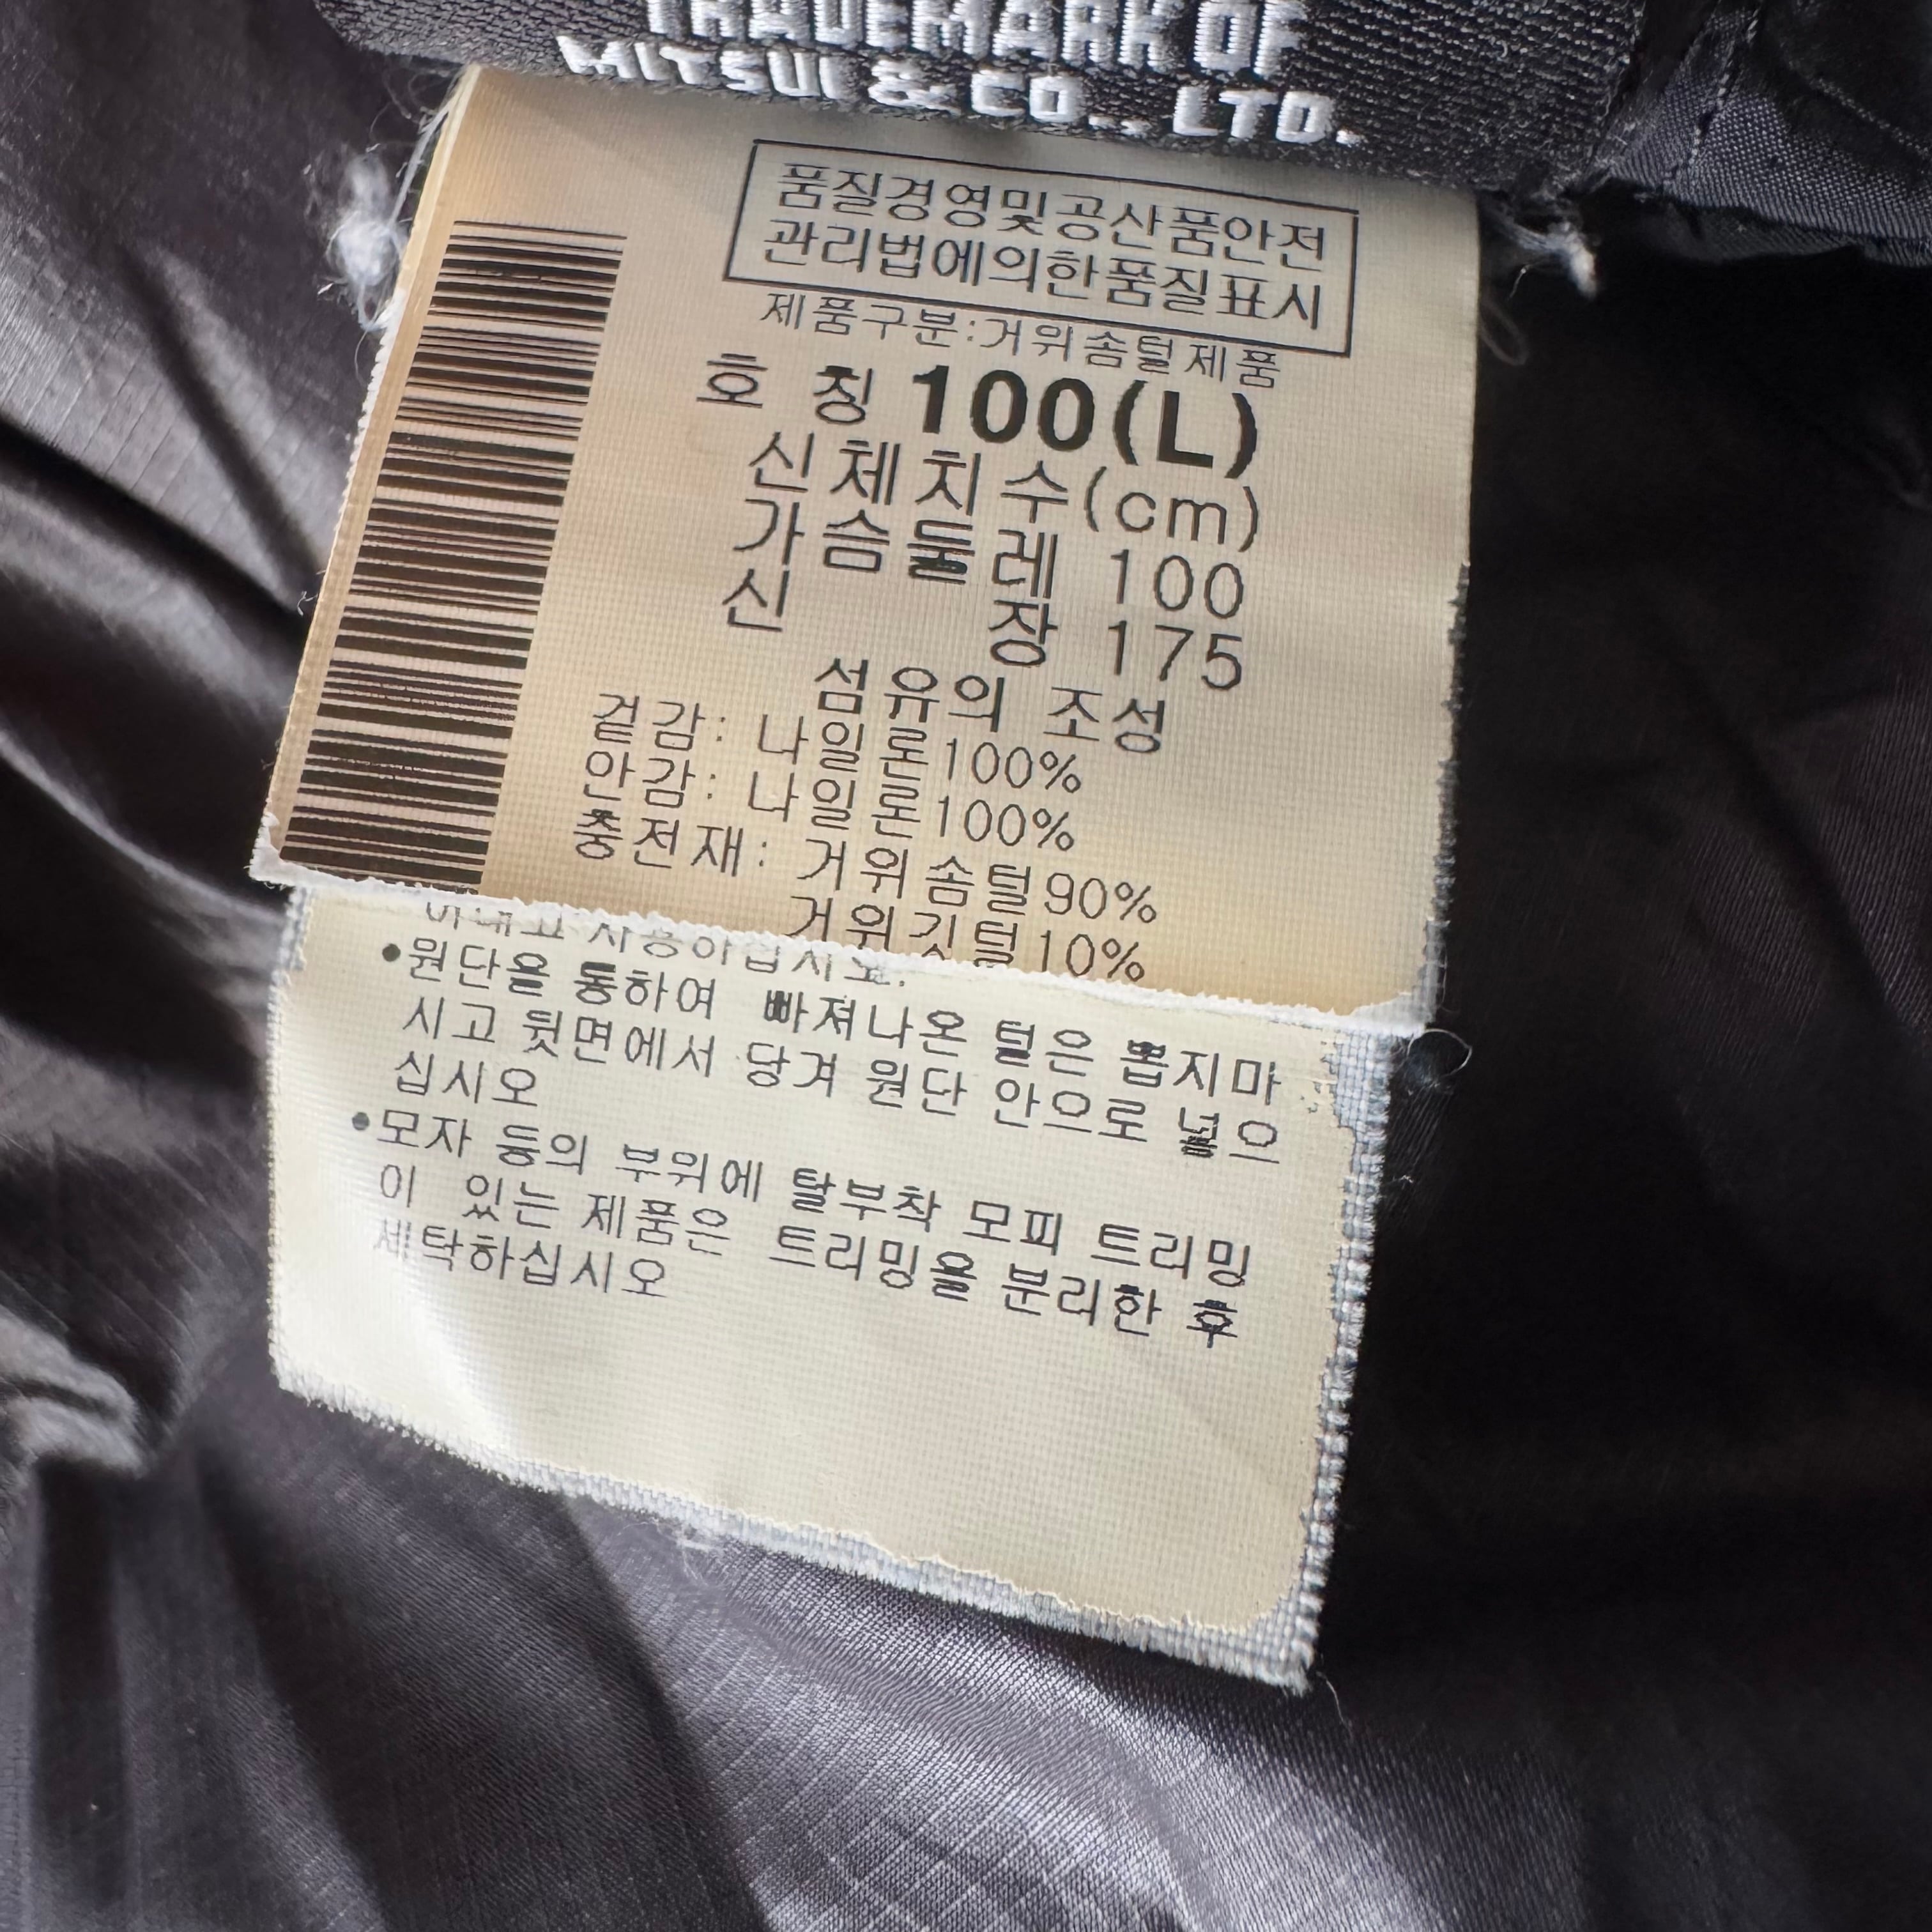 TRADEMARK OF
MITSUI & CO., LTD.
품질경영및공산품안전
관리법에의한품질표시
제품구분:거위솜털제품
호 칭 100(L)
신체치수(cm)
가슴둘레 100
신 장 175
섬유의 조성
겉감: 나일론100%
안감: 나일론100%
충전재: 거위솜털90%
거위깃털10%
사용하십시요.
•원단을 통하여 빠져나온 털은 뽑지마
시고 뒷면에서 당겨 원단 안으로 넣으
십시오
•모자 등의 부위에 탈부착 모피 트리밍
이 있는 제품은 트리밍을 분리한 후
세탁하십시오